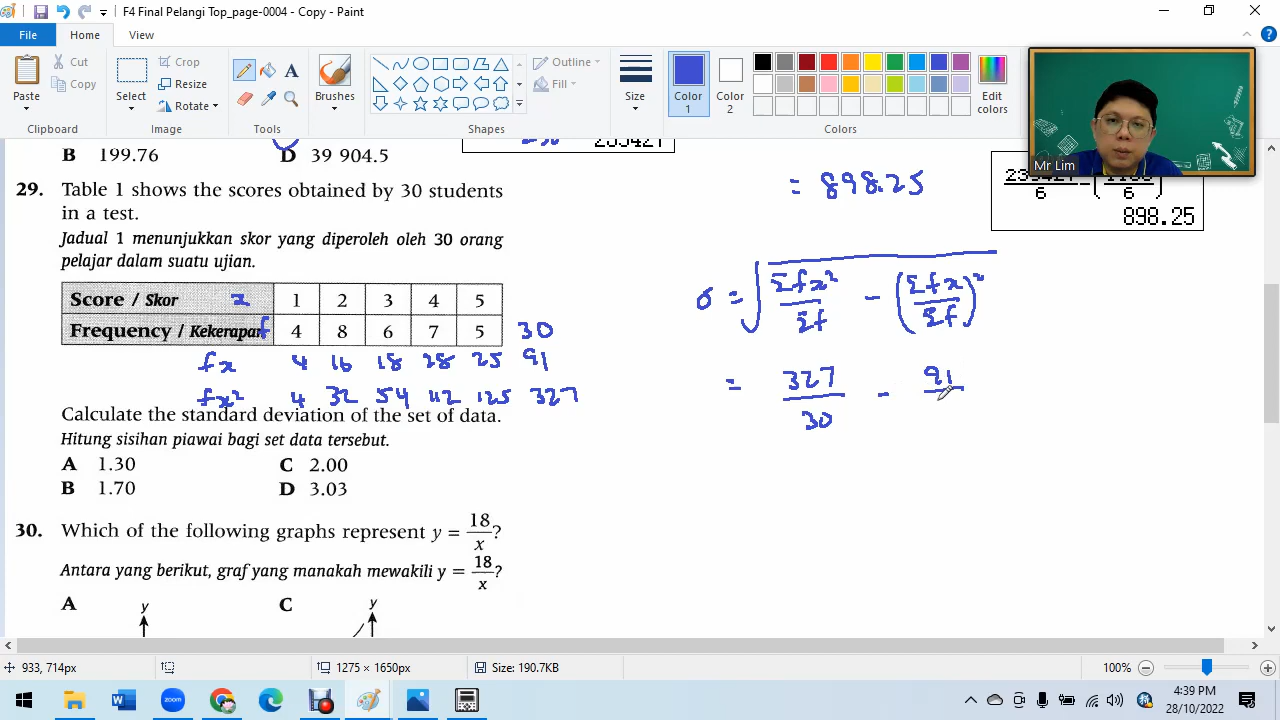 F4 Final Pelangi Top_page-0004 - Copy - Paint
File Home View
Paste Cut Copy Clipboard
Select Crop Resize Rotate Image
A Tools
Brushes
Outline Fill Shapes
Size
Color 1 Color 2 Edit colors Colors
Mr Lim
B 199.76 D 39 904.5
= 898.25
6 6
898.25
29. Table 1 shows the scores obtained by 30 students
in a test.
Jadual 1 menunjukkan skor yang diperoleh oleh 30 orang
pelajar dalam suatu ujian.
Score / Skor x 1 2 3 4 5
Frequency / Kekerapan f 4 8 6 7 5 30
fx 4 16 18 28 25 91
fx² 4 32 54 112 125 327
σ = √ Σfx²/Σf - (Σfx/Σf)²
= 327/30 - 91
Calculate the standard deviation of the set of data.
Hitung sisihan piawai bagi set data tersebut.
A 1.30 C 2.00
B 1.70 D 3.03
30. Which of the following graphs represent y = 18/x?
Antara yang berikut, graf yang manakah mewakili y = 18/x?
A y C y
933, 714px 1275 × 1650px Size: 190.7KB 100%
zoom
4:39 PM
28/10/2022